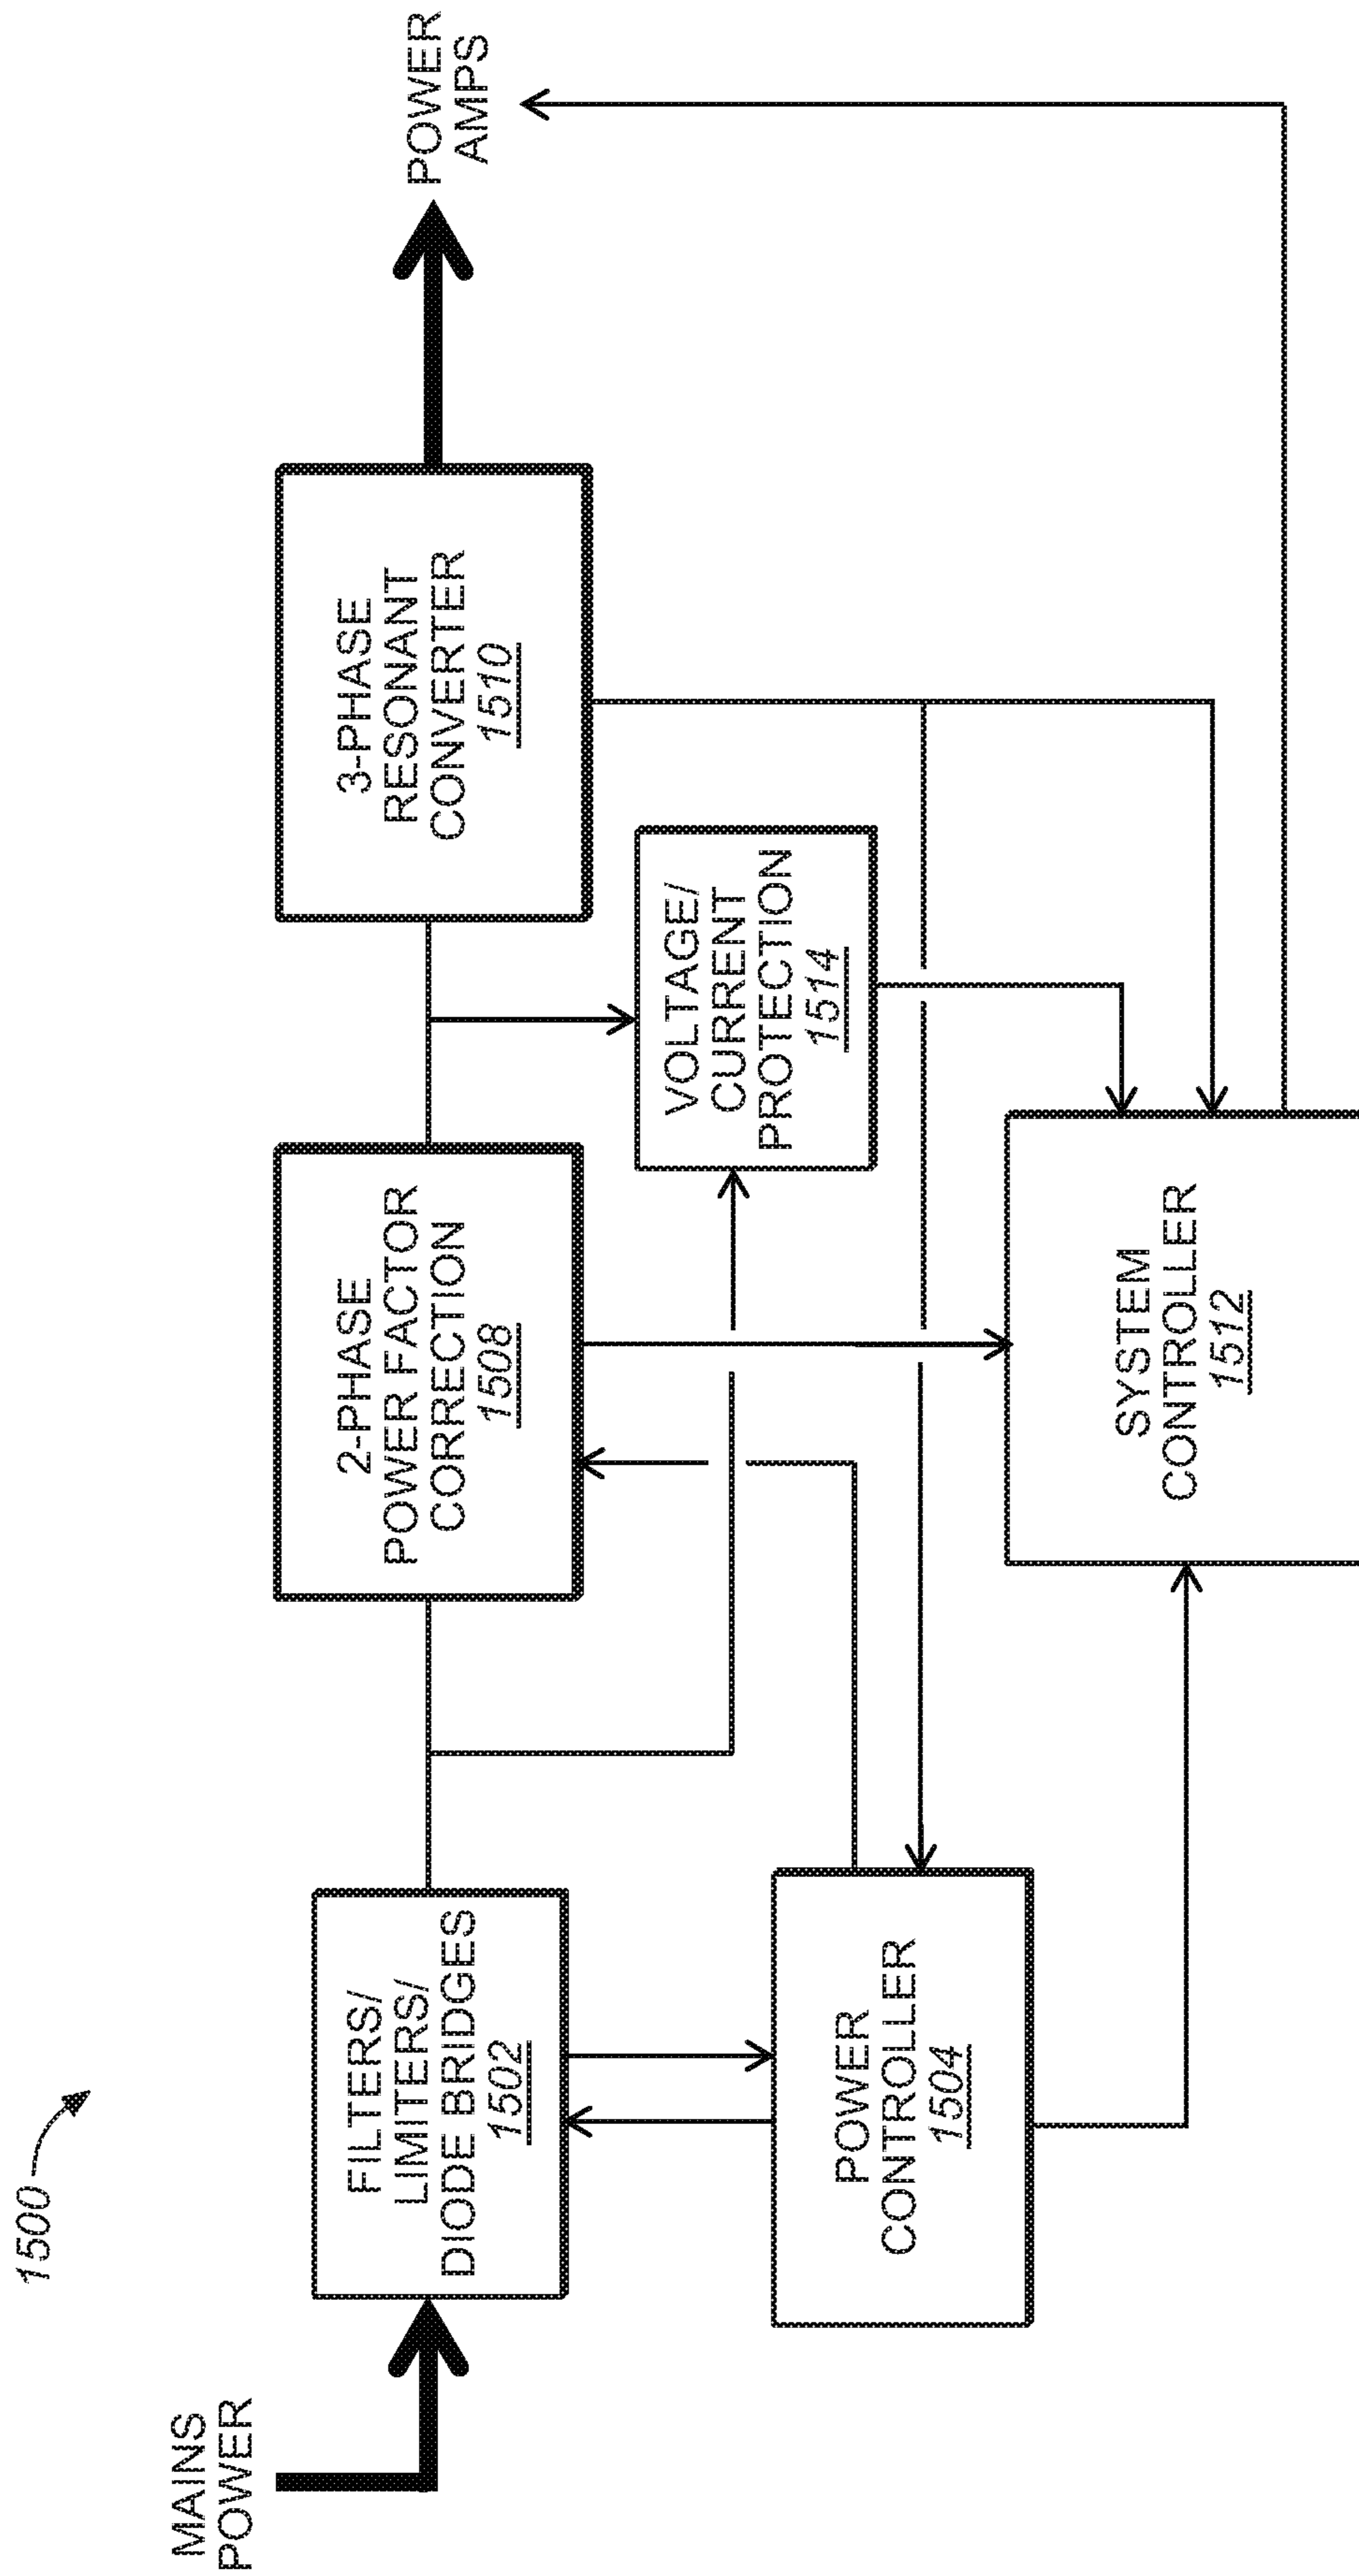 1500
MAINS
POWER
FILTERS/
LIMITERS/
DIODE BRIDGES
1502
2-PHASE
POWER FACTOR
CORRECTION
1508
3-PHASE
RESONANT
CONVERTER
1510
POWER
AMPS
VOLTAGE/
CURRENT
PROTECTION
1514
POWER
CONTROLLER
1504
SYSTEM
CONTROLLER
1512